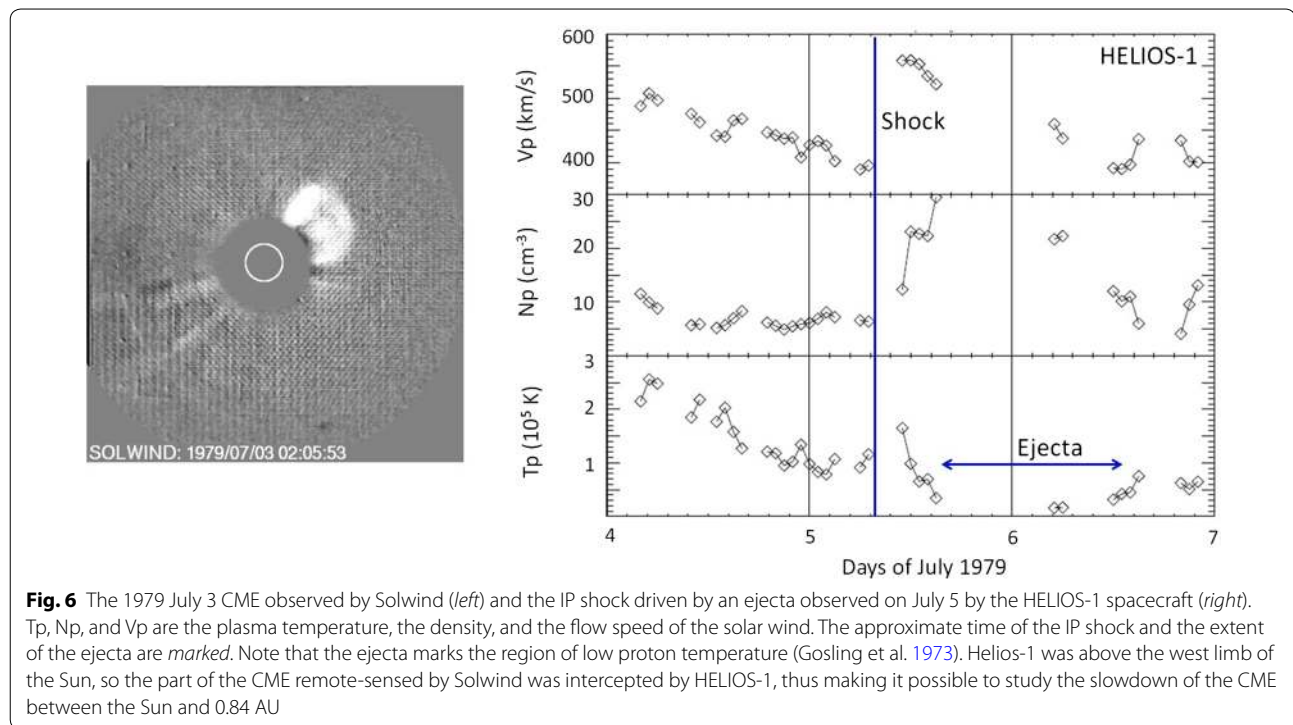 SOLWIND: 1979/07/03 02:05:53
HELIOS-1
Shock
Vp (km/s)
600
500
400
Np (cm⁻³)
30
20
10
Tp (10⁵ K)
3
2
1
Ejecta
4 5 6 7
Days of July 1979
Fig. 6 The 1979 July 3 CME observed by Solwind (left) and the IP shock driven by an ejecta observed on July 5 by the HELIOS-1 spacecraft (right).
Tp, Np, and Vp are the plasma temperature, the density, and the flow speed of the solar wind. The approximate time of the IP shock and the extent
of the ejecta are marked. Note that the ejecta marks the region of low proton temperature (Gosling et al. 1973). Helios-1 was above the west limb of
the Sun, so the part of the CME remote-sensed by Solwind was intercepted by HELIOS-1, thus making it possible to study the slowdown of the CME
between the Sun and 0.84 AU